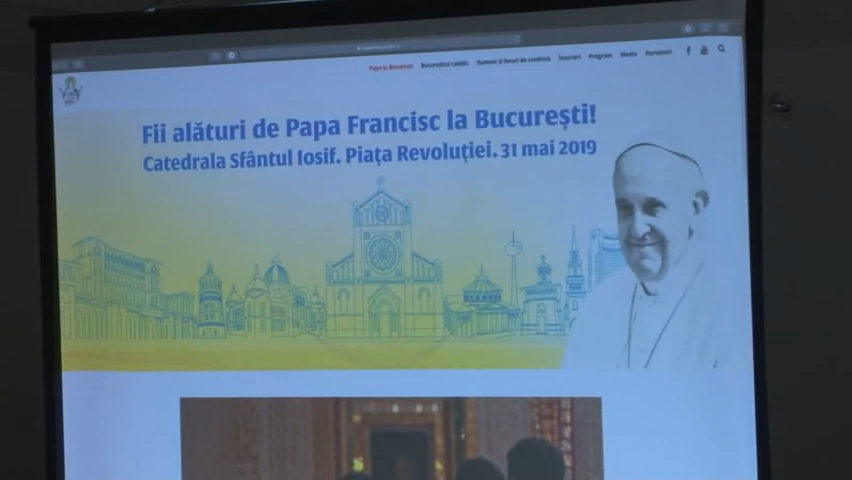 Papa la București Bucureștiul catolic Oameni și locuri de credință Înscrieri Program Media Parteneri
Fii alături de Papa Francisc la București!
Catedrala Sfântul Iosif. Piața Revoluției. 31 mai 2019